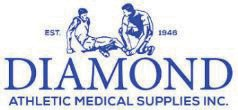 EST. 1946
DIAMOND
ATHLETIC MEDICAL SUPPLIES INC.